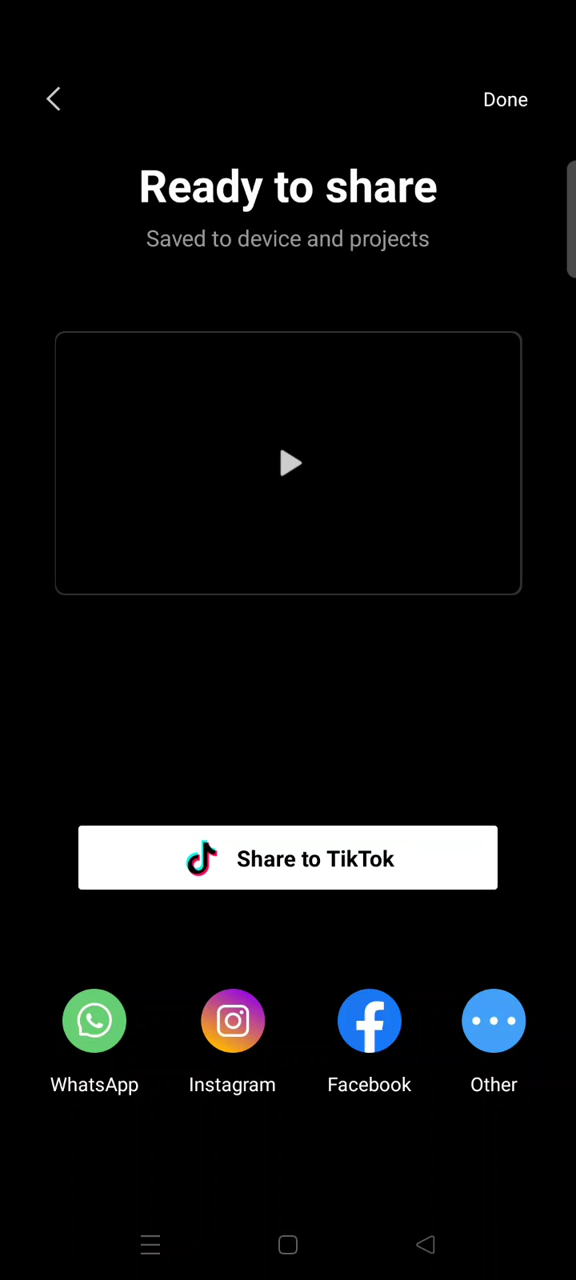 Done
Ready to share
Saved to device and projects
Share to TikTok
WhatsApp
Instagram
Facebook
Other